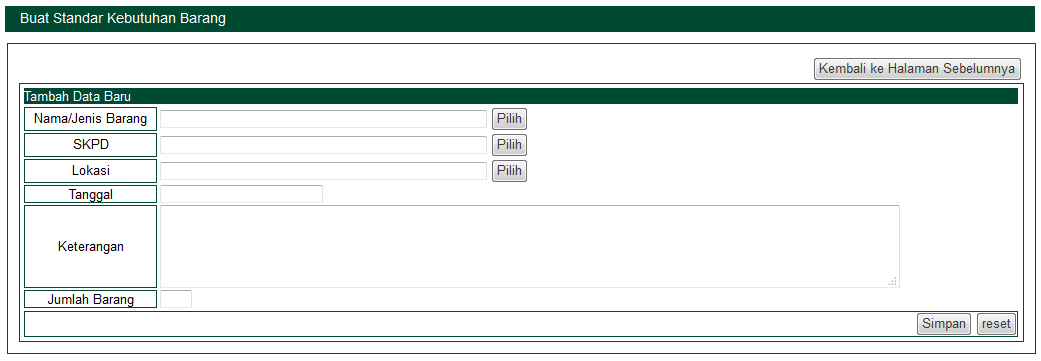 Buat Standar Kebutuhan Barang
Kembali ke Halaman Sebelumnya
Tambah Data Baru
Nama/Jenis Barang Pilih
SKPD Pilih
Lokasi Pilih
Tanggal
Keterangan
Jumlah Barang
Simpan reset